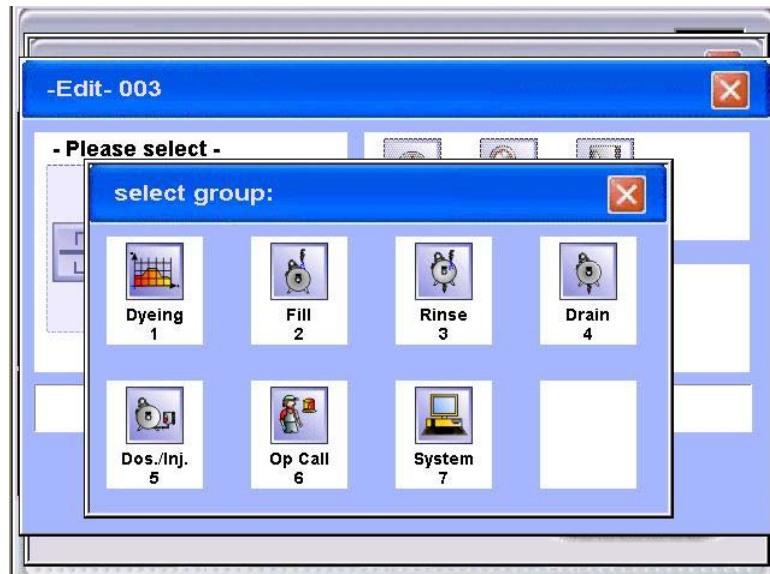 -Edit- 003
- Please select -
select group:
Dyeing
1
Fill
2
Rinse
3
Drain
4
Dos./Inj.
5
Op Call
6
System
7